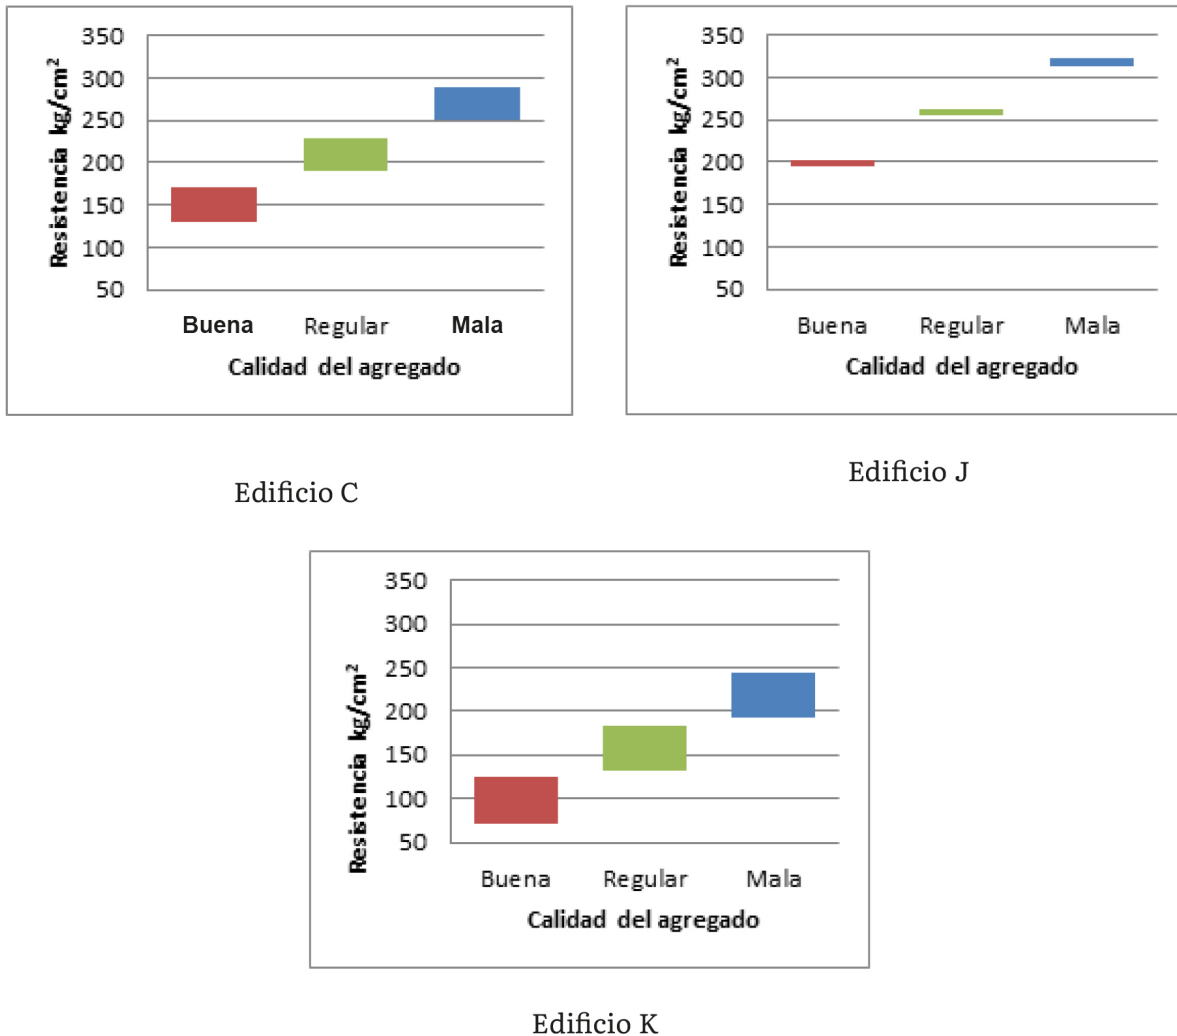 Resistencia kg/cm²
350
300
250
200
150
100
50
Buena Regular Mala
Calidad del agregado
Edificio C
Resistencia kg/cm²
350
300
250
200
150
100
50
Buena Regular Mala
Calidad del agregado
Edificio J
Resistencia kg/cm²
350
300
250
200
150
100
50
Buena Regular Mala
Calidad del agregado
Edificio K